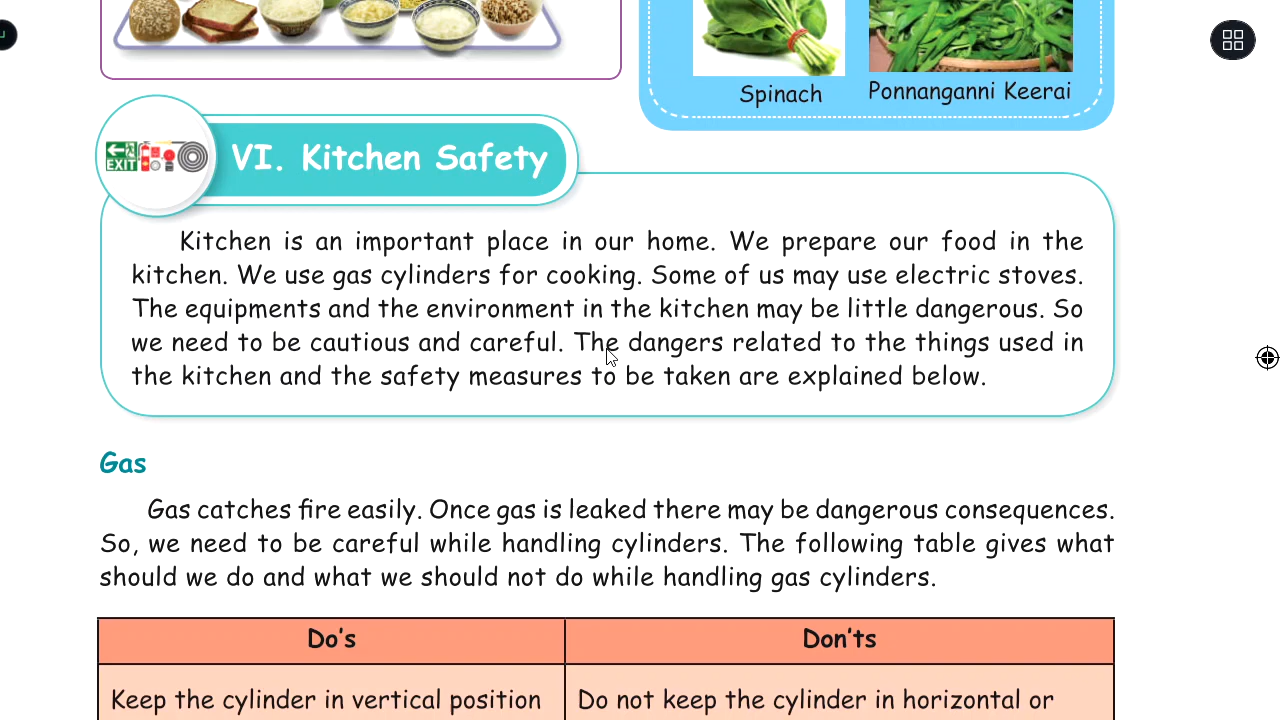 Spinach
Ponnanganni Keerai
EXIT
VI. Kitchen Safety
Kitchen is an important place in our home. We prepare our food in the
kitchen. We use gas cylinders for cooking. Some of us may use electric stoves.
The equipments and the environment in the kitchen may be little dangerous. So
we need to be cautious and careful. The dangers related to the things used in
the kitchen and the safety measures to be taken are explained below.
Gas
Gas catches fire easily. Once gas is leaked there may be dangerous consequences.
So, we need to be careful while handling cylinders. The following table gives what
should we do and what we should not do while handling gas cylinders.
Do's
Don'ts
Keep the cylinder in vertical position
Do not keep the cylinder in horizontal or